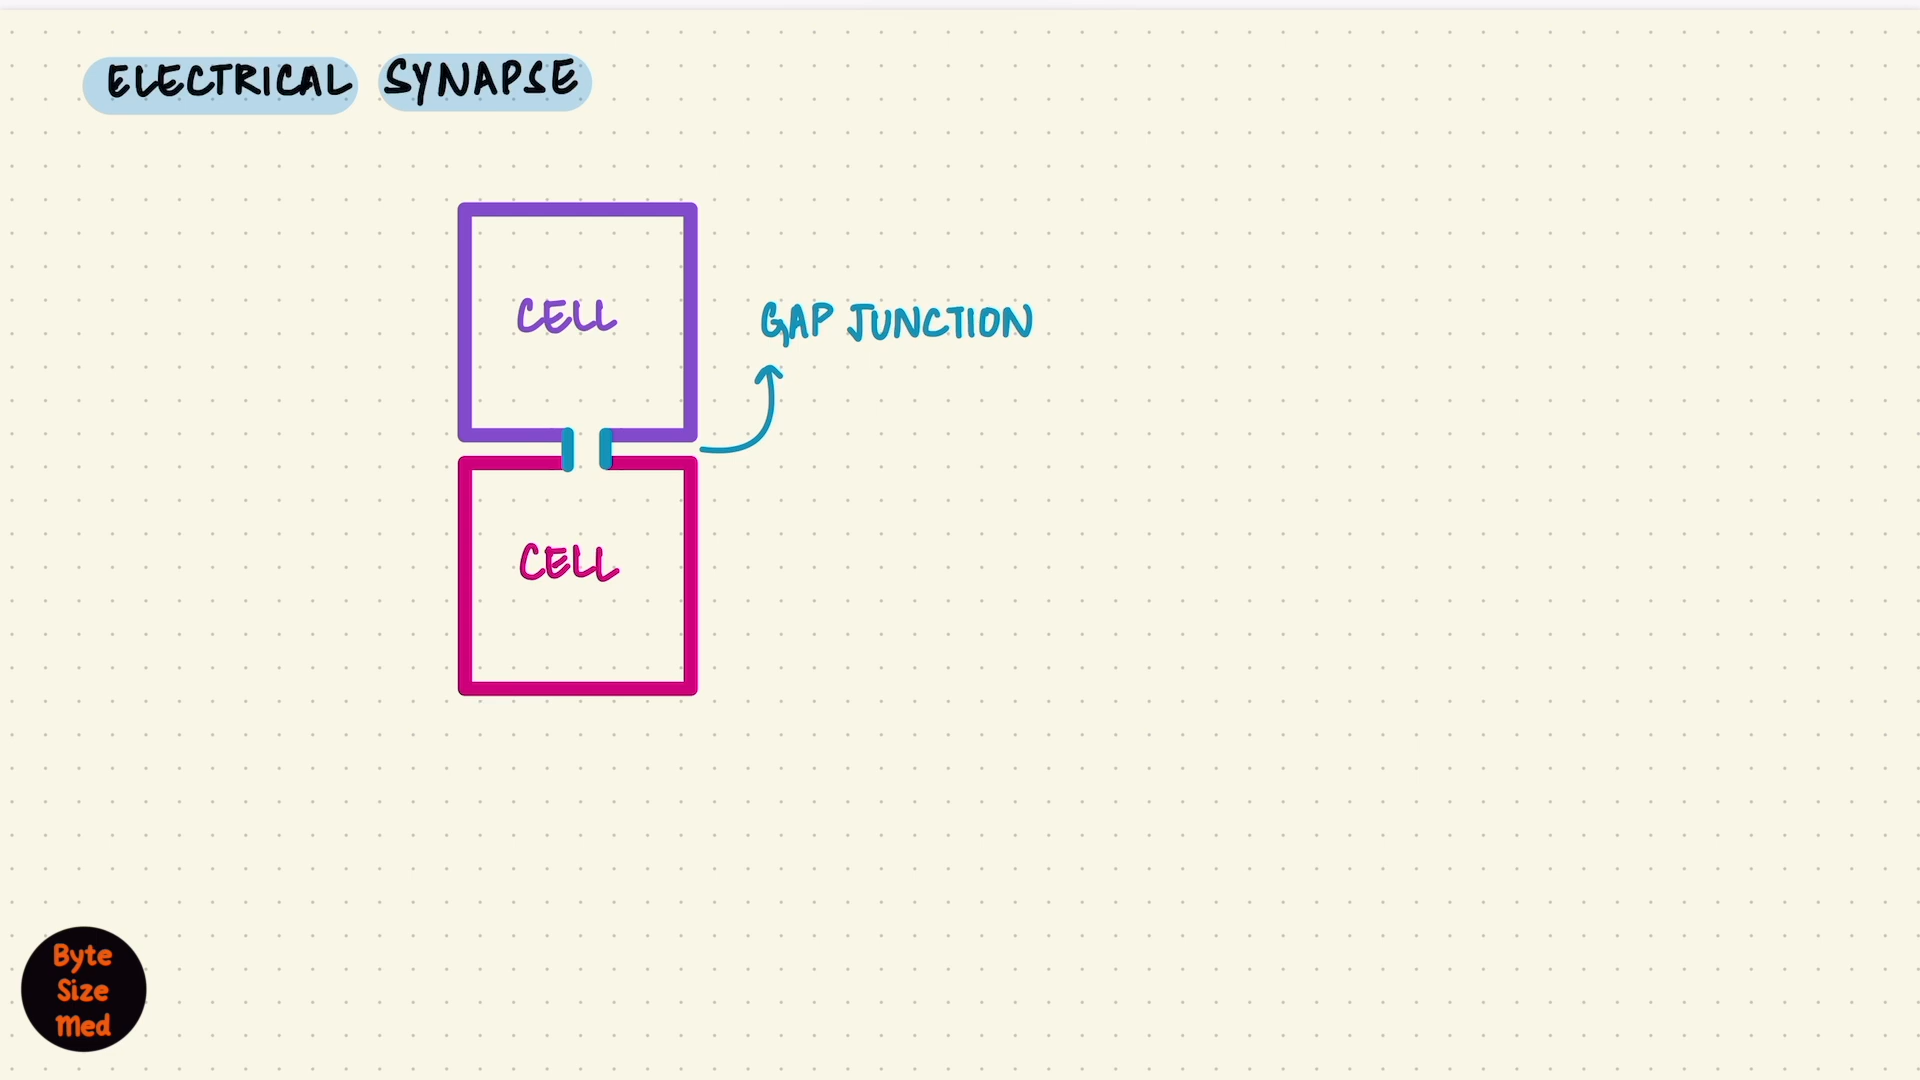 ELECTRICAL SYNAPSE
CELL
GAP JUNCTION
CELL
Byte
Size
Med